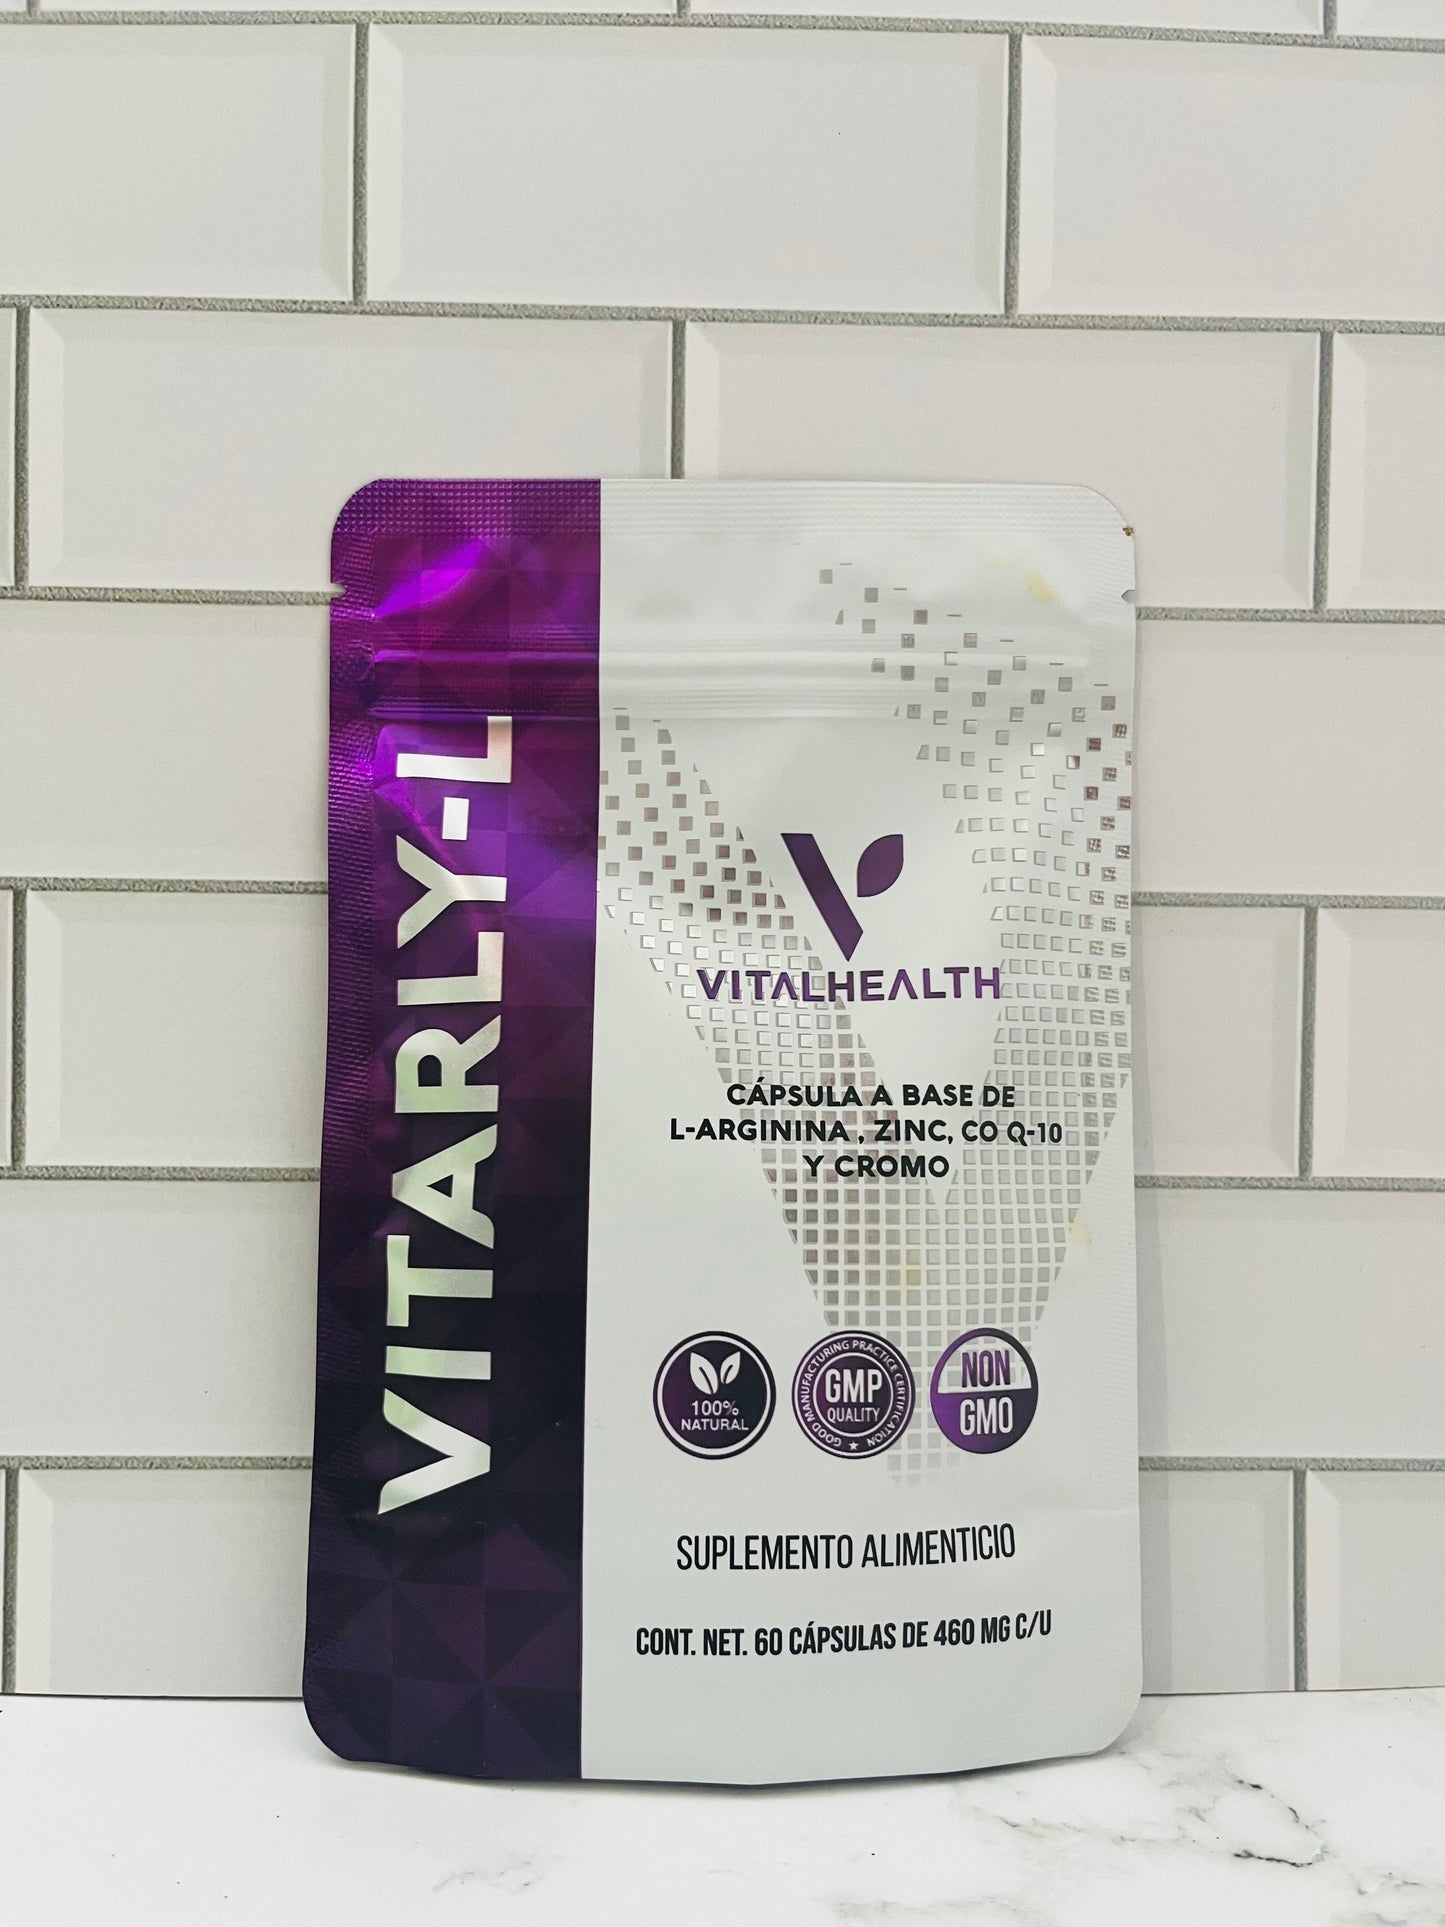 VITARLY-L
VITALHEALTH
CÁPSULA A BASE DE
L-ARGININA , ZINC, CO Q-10
Y CROMO
100%
NATURAL
GOOD MANUFACTURING PRACTICE CERTIFICATION
GMP
QUALITY
NON
GMO
SUPLEMENTO ALIMENTICIO
CONT. NET. 60 CÁPSULAS DE 460 MG C/U